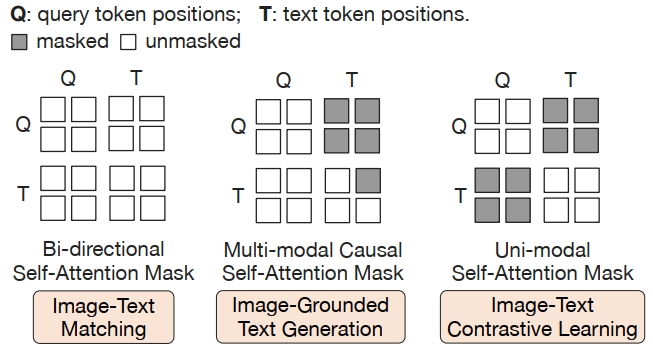 Q: query token positions; T: text token positions.
masked unmasked
Q T
Q
T
Bi-directional
Self-Attention Mask
Image-Text
Matching
Q T
Q
T
Multi-modal Causal
Self-Attention Mask
Image-Grounded
Text Generation
Q T
Q
T
Uni-modal
Self-Attention Mask
Image-Text
Contrastive Learning